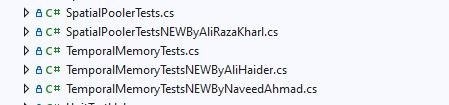 C# SpatialPoolerTests.cs
C# SpatialPoolerTestsNEWByAliRazaKharl.cs
C# TemporalMemoryTests.cs
C# TemporalMemoryTestsNEWByAliHaider.cs
C# TemporalMemoryTestsNEWByNaveedAhmad.cs